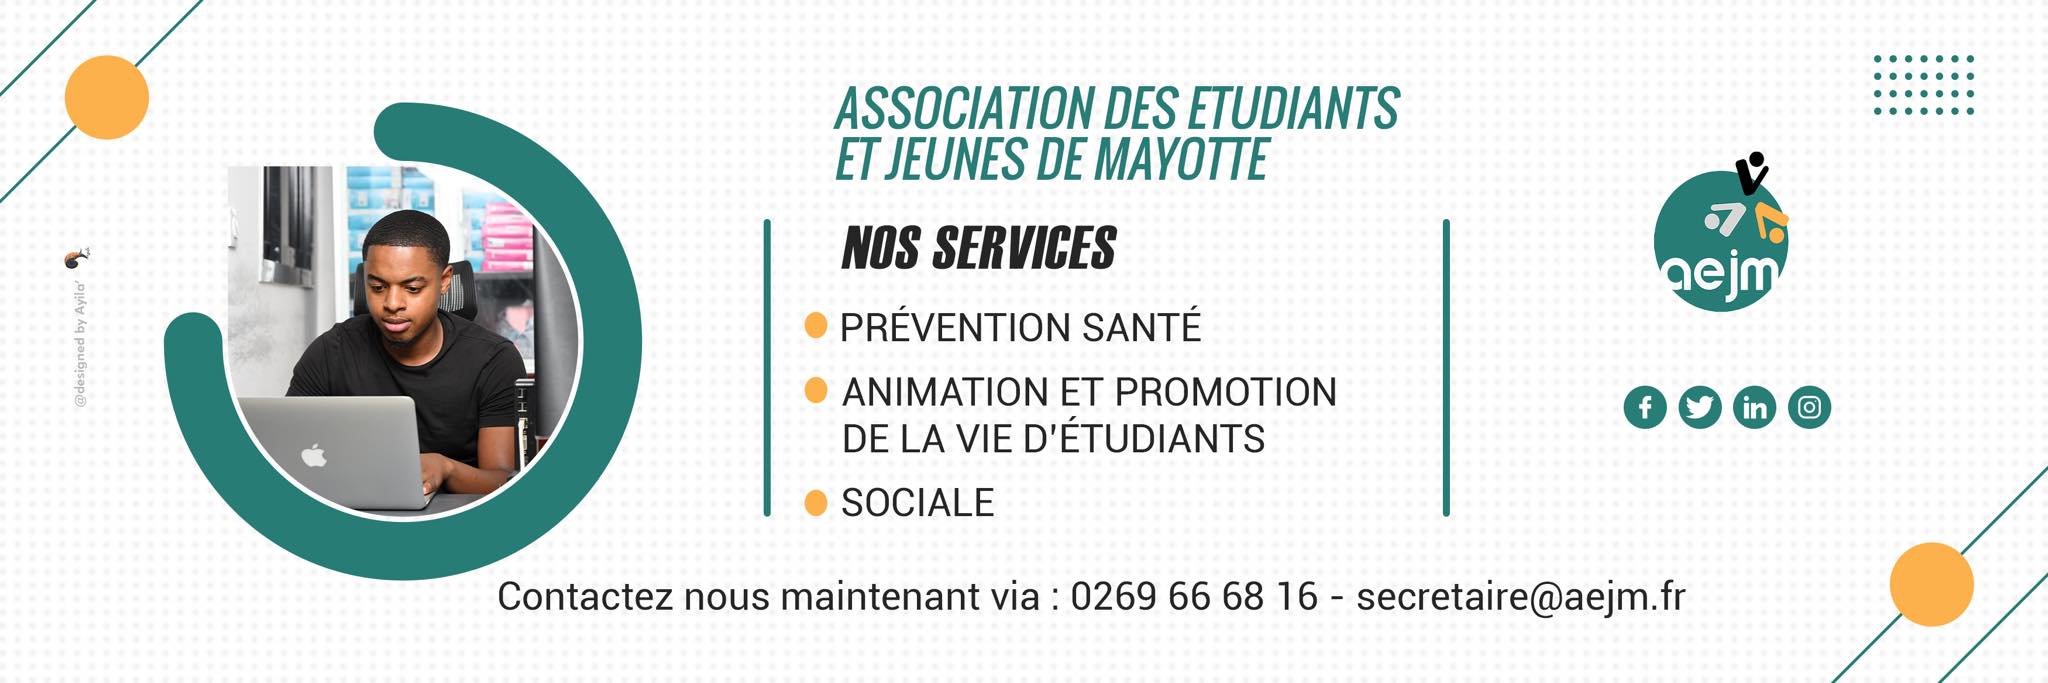 ASSOCIATION DES ETUDIANTS
ET JEUNES DE MAYOTTE
NOS SERVICES
PRÉVENTION SANTÉ
ANIMATION ET PROMOTION
DE LA VIE D'ÉTUDIANTS
SOCIALE
aejm
Contactez nous maintenant via : 0269 66 68 16 - secretaire@aejm.fr
@designed by Ayila'